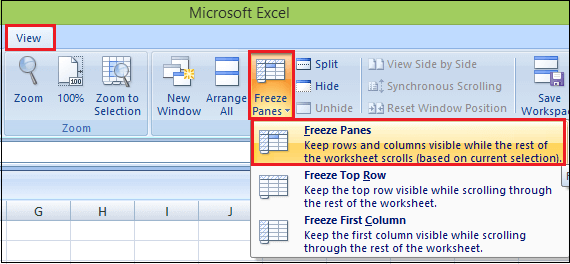 Microsoft Excel
View
Zoom
100
100%
Zoom to
Selection
New
Window
Arrange
All
Freeze
Panes
Split
Hide
Unhide
View Side by Side
Synchronous Scrolling
Reset Window Position
Save
Workspa
Zoom
Freeze Panes
Keep rows and columns visible while the rest of
the worksheet scrolls (based on current selection).
Freeze Top Row
Keep the top row visible while scrolling through
the rest of the worksheet.
Freeze First Column
Keep the first column visible while scrolling
through the rest of the worksheet.
G H I J